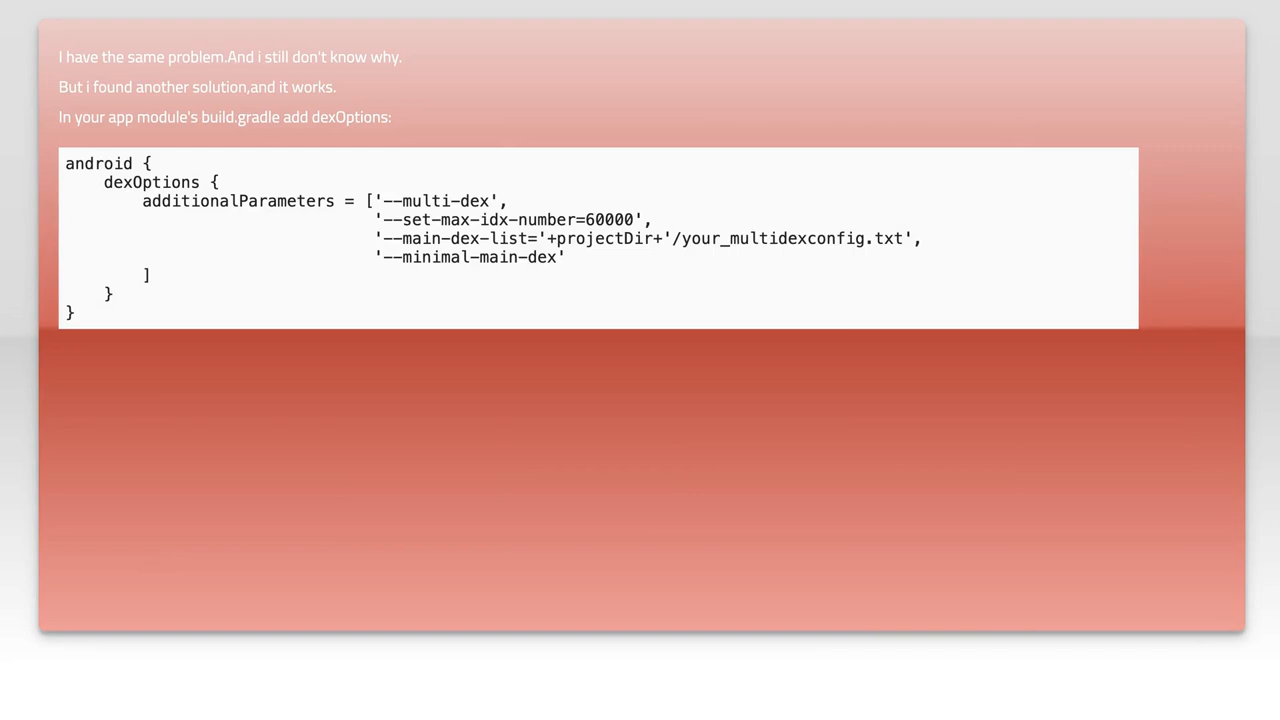 I have the same problem.And i still don't know why.
But i found another solution,and it works.
In your app module's build.gradle add dexOptions:
android {
    dexOptions {
        additionalParameters = ['--multi-dex',
                                '--set-max-idx-number=60000',
                                '--main-dex-list='+projectDir+'/your_multidexconfig.txt',
                                '--minimal-main-dex'
        ]
    }
}